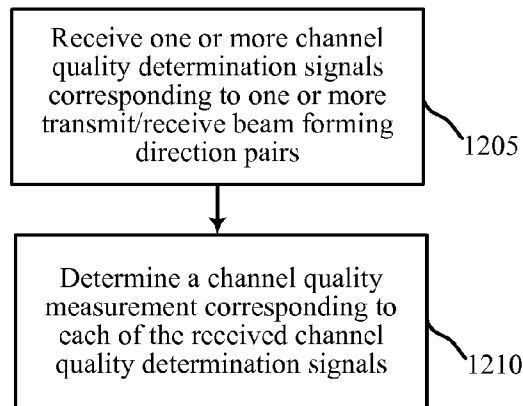 Receive one or more channel
quality determination signals
corresponding to one or more
transmit/receive beam forming
direction pairs
1205
Determine a channel quality
measurement corresponding to
each of the received channel
quality determination signals
1210